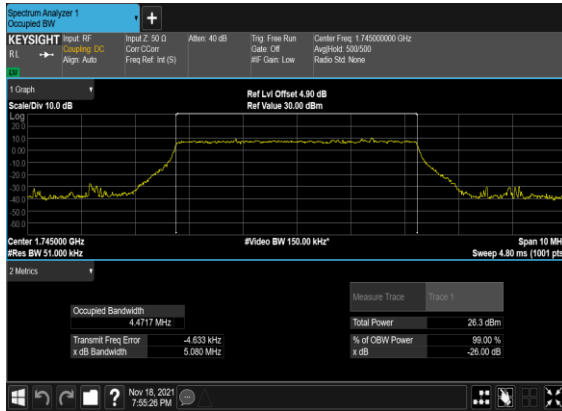 Spectrum Analyzer 1
Occupied BW
+
KEYSIGHT
RL
LW
Input: RF
Coupling: DC
Align: Auto
Input Z: 50 Ω
Corr CCorr
Freq Ref: Int (S)
Atten: 40 dB
Trig: Free Run
Gate: Off
#IF Gain: Low
Center Freq: 1.745000000 GHz
Avg|Hold: 500/500
Radio Std: None
1 Graph
Scale/Div 10.0 dB
Ref Lvl Offset 4.90 dB
Ref Value 30.00 dBm
Log
20.0
10.0
0.00
-10.0
-20.0
-30.0
-40.0
-50.0
-60.0
Center 1.745000 GHz
#Res BW 51.000 kHz
#Video BW 150.00 kHz*
Span 10 MH
Sweep 4.80 ms (1001 pts
2 Metrics
Measure Trace Trace 1
Occupied Bandwidth
4.4717 MHz
Total Power 26.3 dBm
Transmit Freq Error -4.633 kHz
x dB Bandwidth 5.080 MHz
% of OBW Power 99.00 %
x dB -26.00 dB
?
Nov 18, 2021
7:55:26 PM